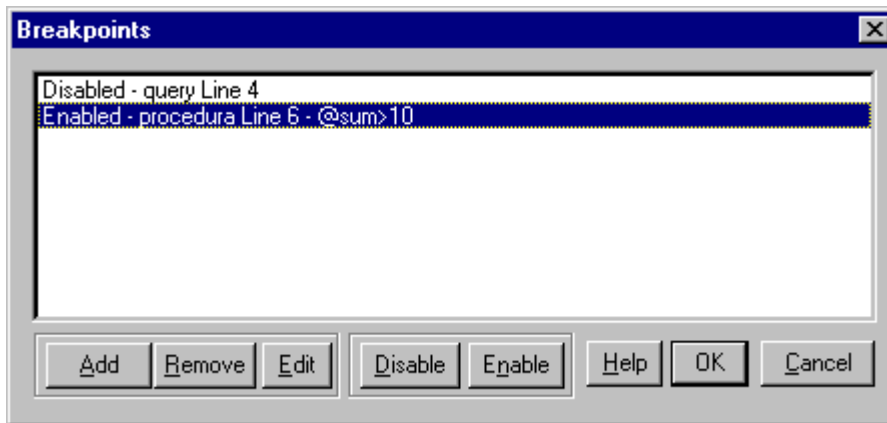 Breakpoints
Disabled - query Line 4
Enabled - procedura Line 6 - @sum>10
Add Remove Edit Disable Enable Help OK Cancel